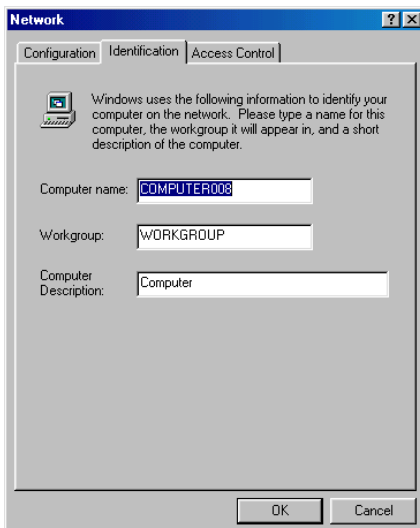 Network
Configuration Identification Access Control
Windows uses the following information to identify your
computer on the network. Please type a name for this
computer, the workgroup it will appear in, and a short
description of the computer.
Computer name: COMPUTER008
Workgroup: WORKGROUP
Computer
Description: Computer
OK Cancel